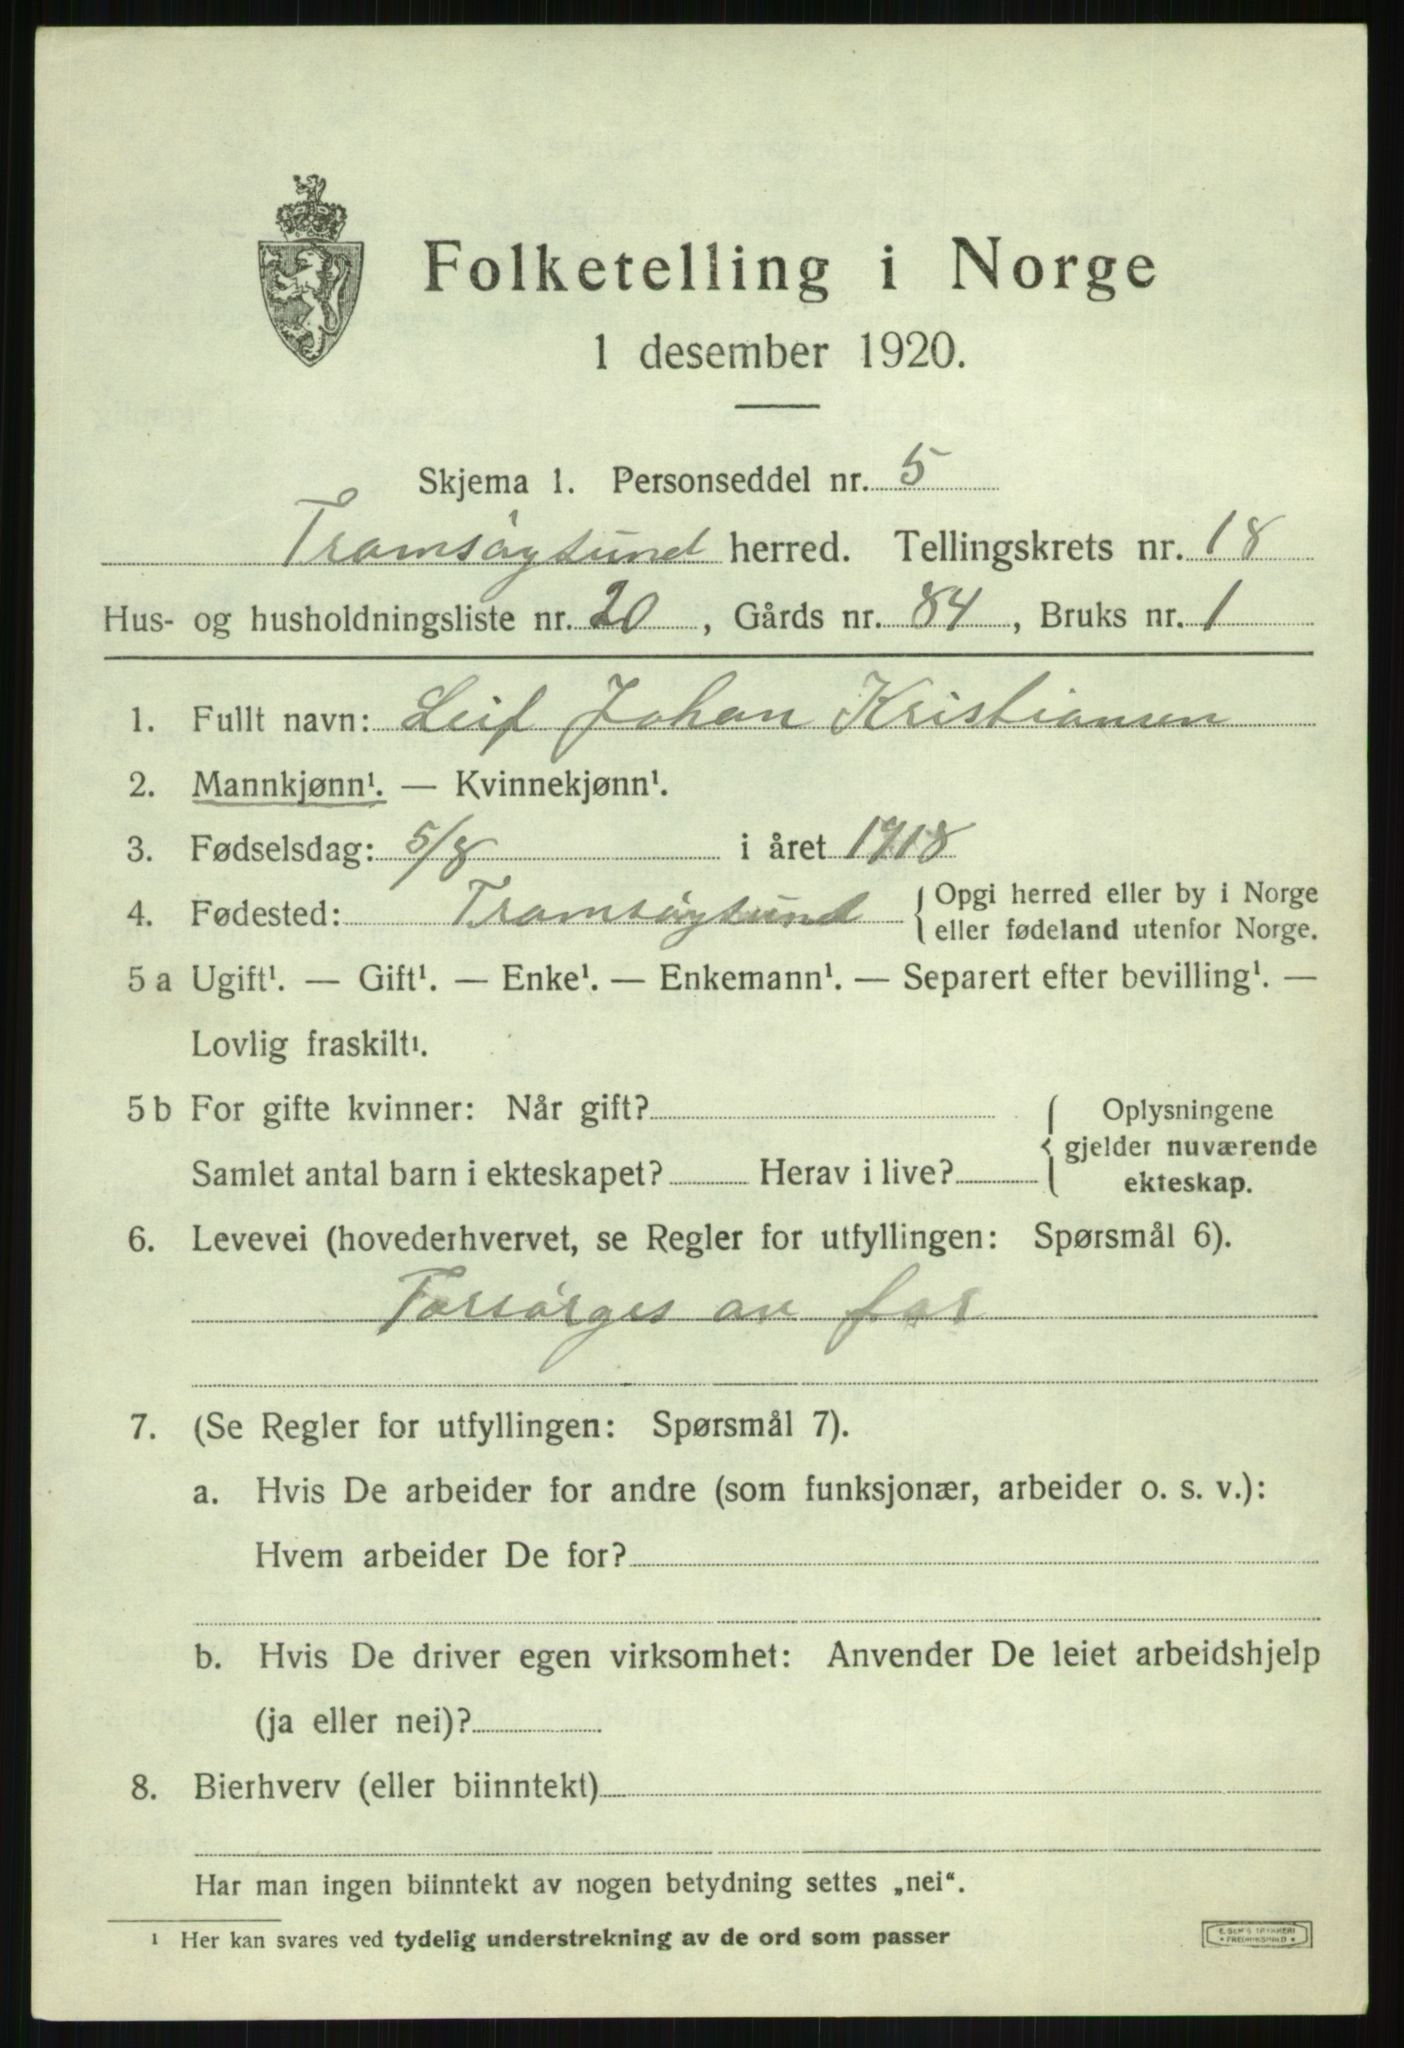 Folketelling i Norge
1 desember 1920.
Skjema 1. Personseddel nr. 5
Tromsøysund herred. Tellingskrets nr. 18
Hus- og husholdningsliste nr. 20, Gårds nr. 84, Bruks nr. 1
1. Fullt navn: Leif Johan Kristiansen
2. Mannkjønn¹. — Kvinnekjønn¹.
3. Fødselsdag: 5/8 i året 1918
4. Fødested: Tromsøysund { Opgi herred eller by i Norge
eller fødeland utenfor Norge.
5 a Ugift¹. — Gift¹. — Enke¹. — Enkemann¹. — Separert efter bevilling¹. —
Lovlig fraskilt¹.
5 b For gifte kvinner: Når gift?
Samlet antal barn i ekteskapet? Herav i live?
{ Oplysningene
gjelder nuværende
ekteskap.
6. Levevei (hovederhvervet, se Regler for utfyllingen: Spørsmål 6).
Forsørges av far
7. (Se Regler for utfyllingen: Spørsmål 7).
a. Hvis De arbeider for andre (som funksjonær, arbeider o. s. v.):
Hvem arbeider De for?
b. Hvis De driver egen virksomhet: Anvender De leiet arbeidshjelp
(ja eller nei)?
8. Bierhverv (eller biinntekt)
Har man ingen biinntekt av nogen betydning settes „nei“.
¹ Her kan svares ved tydelig understrekning av de ord som passer